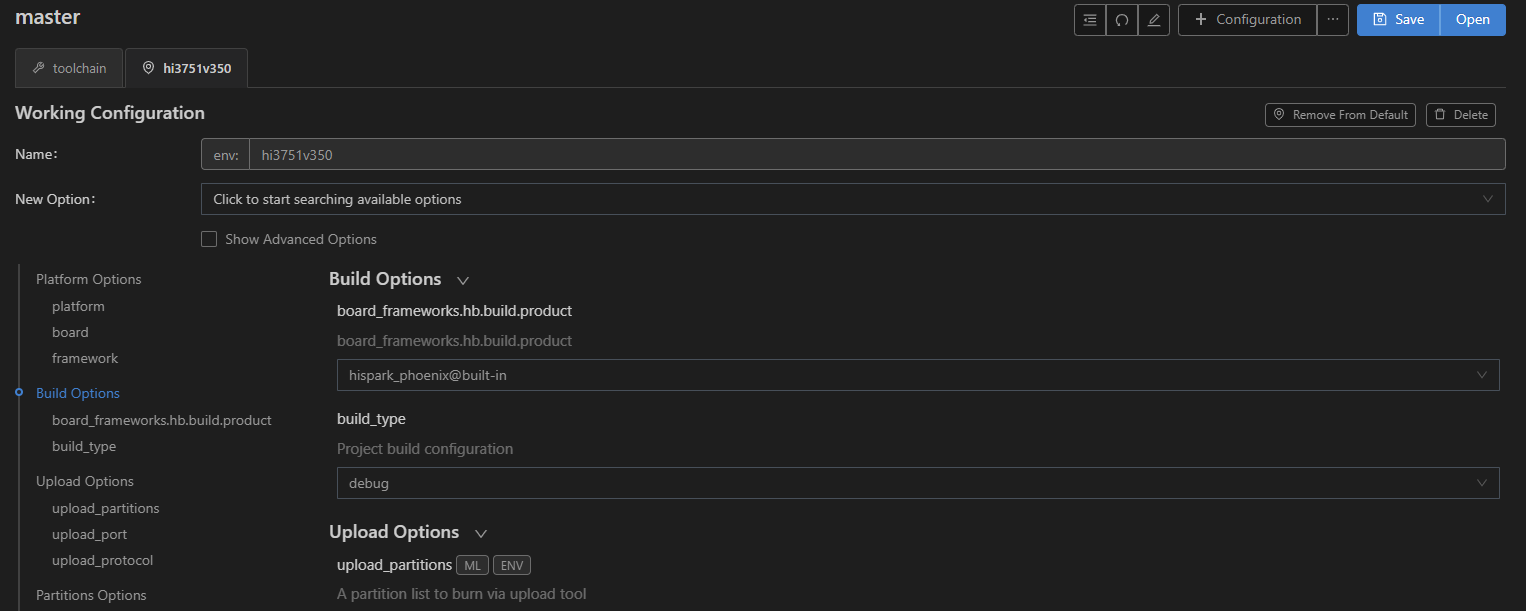 master
+ Configuration ··· Save Open
toolchain hi3751v350
Working Configuration
Remove From Default Delete
Name:
env: hi3751v350
New Option:
Click to start searching available options
Show Advanced Options
Platform Options
platform
board
framework
Build Options
board_frameworks.hb.build.product
build_type
Upload Options
upload_partitions
upload_port
upload_protocol
Partitions Options
Build Options
board_frameworks.hb.build.product
board_frameworks.hb.build.product
hispark_phoenix@built-in
build_type
Project build configuration
debug
Upload Options
upload_partitions ML ENV
A partition list to burn via upload tool